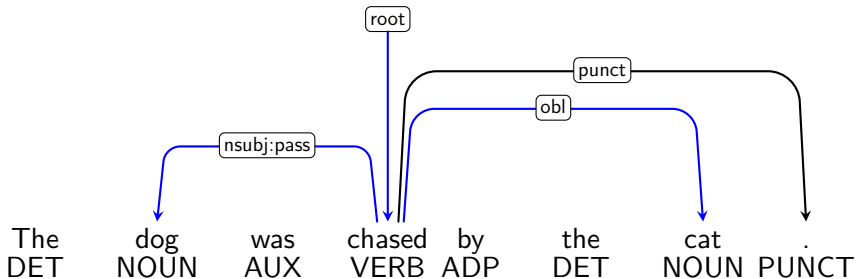 root
punct
obl
nsubj:pass
The dog was chased by the cat .
DET NOUN AUX VERB ADP DET NOUN PUNCT